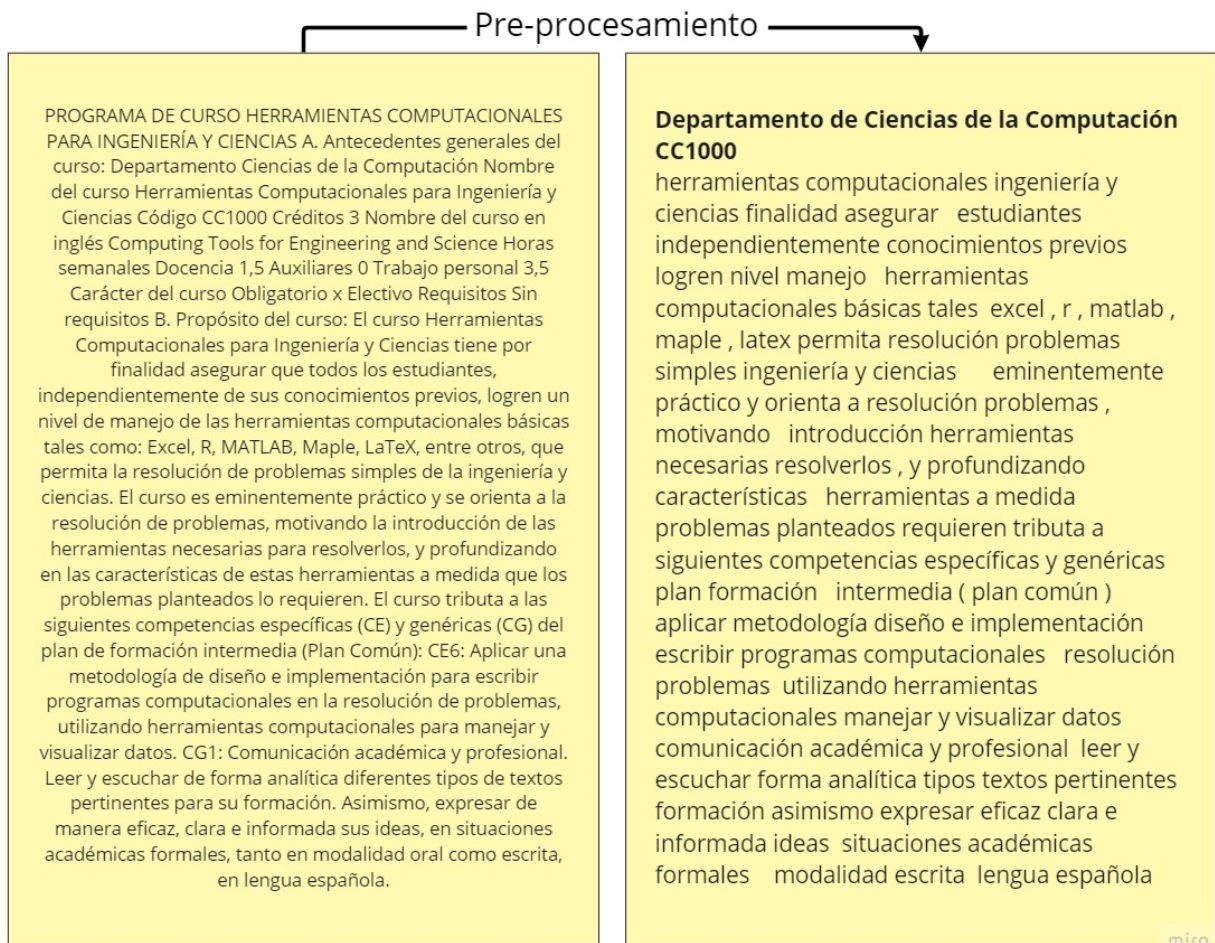 Pre-procesamiento
PROGRAMA DE CURSO HERRAMIENTAS COMPUTACIONALES
PARA INGENIERÍA Y CIENCIAS A. Antecedentes generales del
curso: Departamento Ciencias de la Computación Nombre
del curso Herramientas Computacionales para Ingeniería y
Ciencias Código CC1000 Créditos 3 Nombre del curso en
inglés Computing Tools for Engineering and Science Horas
semanales Docencia 1,5 Auxiliares 0 Trabajo personal 3,5
Carácter del curso Obligatorio x Electivo Requisitos Sin
requisitos B. Propósito del curso: El curso Herramientas
Computacionales para Ingeniería y Ciencias tiene por
finalidad asegurar que todos los estudiantes,
independientemente de sus conocimientos previos, logren un
nivel de manejo de las herramientas computacionales básicas
tales como: Excel, R, MATLAB, Maple, LaTeX, entre otros, que
permita la resolución de problemas simples de la ingeniería y
ciencias. El curso es eminentemente práctico y se orienta a la
resolución de problemas, motivando la introducción de las
herramientas necesarias para resolverlos, y profundizando
en las características de estas herramientas a medida que los
problemas planteados lo requieren. El curso tributa a las
siguientes competencias específicas (CE) y genéricas (CG) del
plan de formación intermedia (Plan Común): CE6: Aplicar una
metodología de diseño e implementación para escribir
programas computacionales en la resolución de problemas,
utilizando herramientas computacionales para manejar y
visualizar datos. CG1: Comunicación académica y profesional.
Leer y escuchar de forma analítica diferentes tipos de textos
pertinentes para su formación. Asimismo, expresar de
manera eficaz, clara e informada sus ideas, en situaciones
académicas formales, tanto en modalidad oral como escrita,
en lengua española.
Departamento de Ciencias de la Computación
CC1000
herramientas computacionales ingeniería y
ciencias finalidad asegurar estudiantes
independientemente conocimientos previos
logren nivel manejo herramientas
computacionales básicas tales excel , r , matlab ,
maple , latex permita resolución problemas
simples ingeniería y ciencias eminentemente
práctico y orienta a resolución problemas ,
motivando introducción herramientas
necesarias resolverlos , y profundizando
características herramientas a medida
problemas planteados requieren tributa a
siguientes competencias específicas y genéricas
plan formación intermedia ( plan común )
aplicar metodología diseño e implementación
escribir programas computacionales resolución
problemas utilizando herramientas
computacionales manejar y visualizar datos
comunicación académica y profesional leer y
escuchar forma analítica tipos textos pertinentes
formación asimismo expresar eficaz clara e
informada ideas situaciones académicas
formales modalidad escrita lengua española
miro